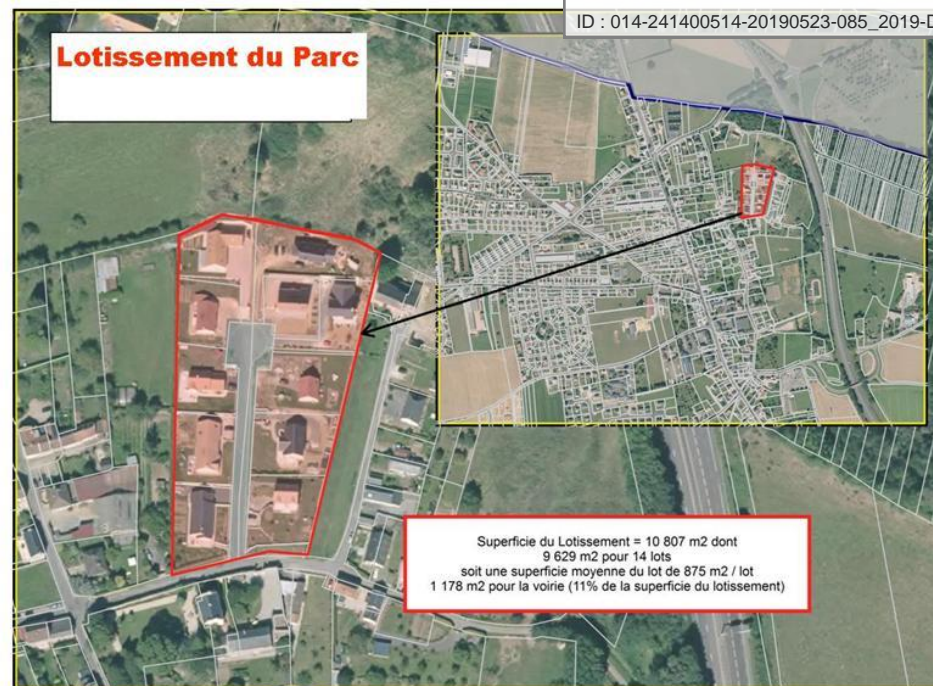 ID : 014-241400514-20190523-085_2019-D
Lotissement du Parc
Superficie du Lotissement = 10 807 m2 dont
9 629 m2 pour 14 lots
soit une superficie moyenne du lot de 875 m2 / lot
1 178 m2 pour la voirie (11% de la superficie du lotissement)